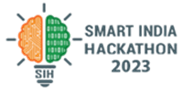 SMART INDIA
HACKATHON
2023
SIH